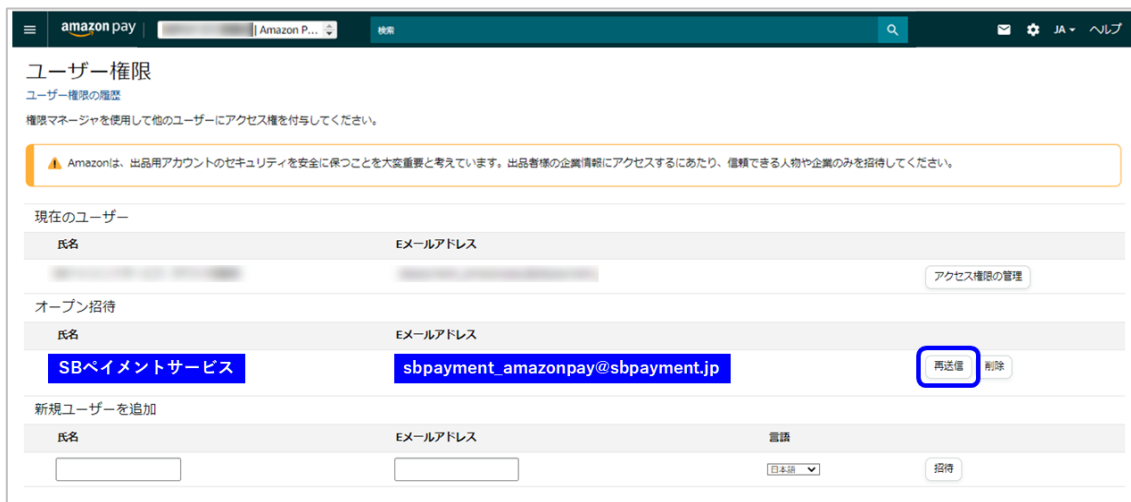 amazon pay | Amazon P... 検索 JA ヘルプ
ユーザー権限
ユーザー権限の履歴
権限マネージャを使用して他のユーザーにアクセス権を付与してください。
Amazonは、出品用アカウントのセキュリティを安全に保つことを大変重要と考えています。出品者様の企業情報にアクセスするにあたり、信頼できる人物や企業のみを招待してください。
現在のユーザー
氏名 Eメールアドレス
アクセス権限の管理
オープン招待
氏名 Eメールアドレス
SBペイメントサービス sbpayment_amazonpay@sbpayment.jp 再送信 削除
新規ユーザーを追加
氏名 Eメールアドレス 言語
日本語 招待